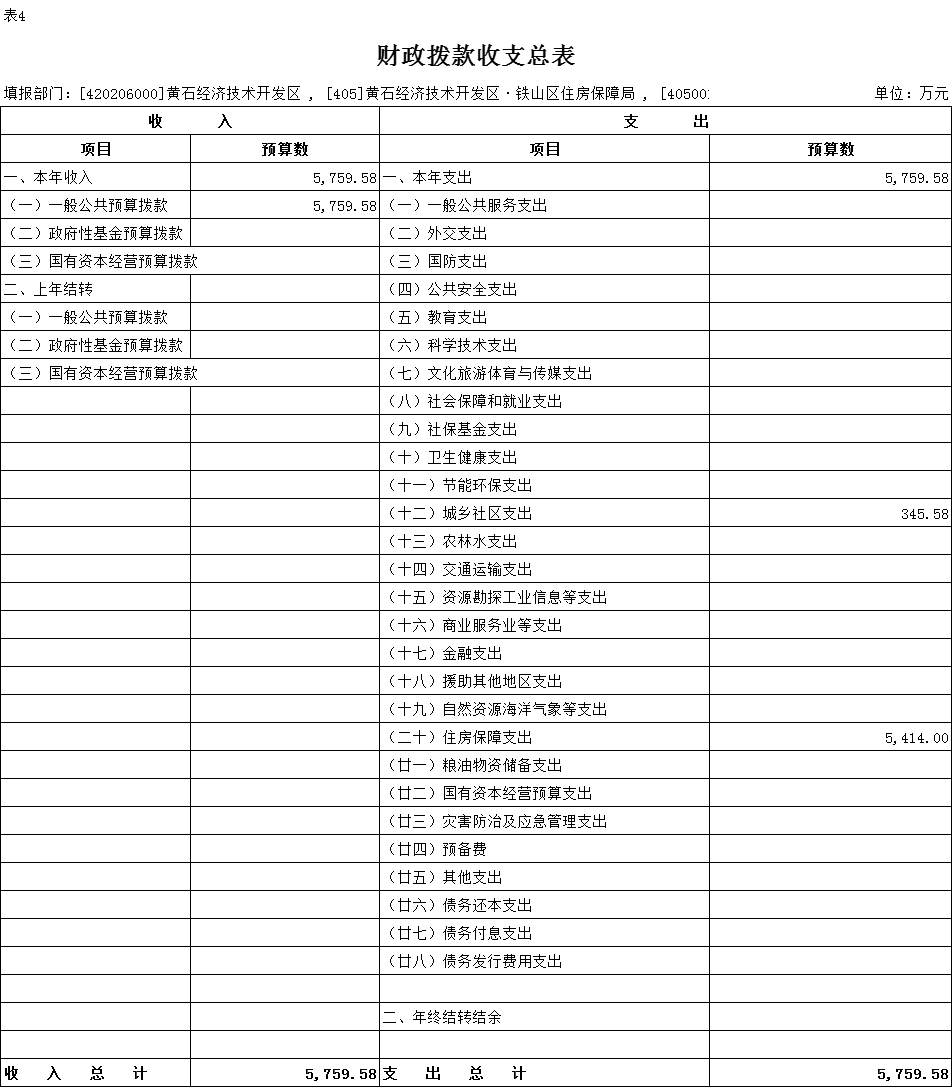 表4
财政拨款收支总表
填报部门：[420206000]黄石经济技术开发区 , [405]黄石经济技术开发区·铁山区住房保障局 , [40500 单位：万元
收 入 支 出
项目 预算数 项目 预算数
一、本年收入 5,759.58 一、本年支出 5,759.58
（一）一般公共预算拨款 5,759.58 （一）一般公共服务支出
（二）政府性基金预算拨款 （二）外交支出
（三）国有资本经营预算拨款 （三）国防支出
二、上年结转 （四）公共安全支出
（一）一般公共预算拨款 （五）教育支出
（二）政府性基金预算拨款 （六）科学技术支出
（三）国有资本经营预算拨款 （七）文化旅游体育与传媒支出
（八）社会保障和就业支出
（九）社保基金支出
（十）卫生健康支出
（十一）节能环保支出
（十二）城乡社区支出 345.58
（十三）农林水支出
（十四）交通运输支出
（十五）资源勘探工业信息等支出
（十六）商业服务业等支出
（十七）金融支出
（十八）援助其他地区支出
（十九）自然资源海洋气象等支出
（二十）住房保障支出 5,414.00
（廿一）粮油物资储备支出
（廿二）国有资本经营预算支出
（廿三）灾害防治及应急管理支出
（廿四）预备费
（廿五）其他支出
（廿六）债务还本支出
（廿七）债务付息支出
（廿八）债务发行费用支出
二、年终结转结余
收 入 总 计 5,759.58 支 出 总 计 5,759.58